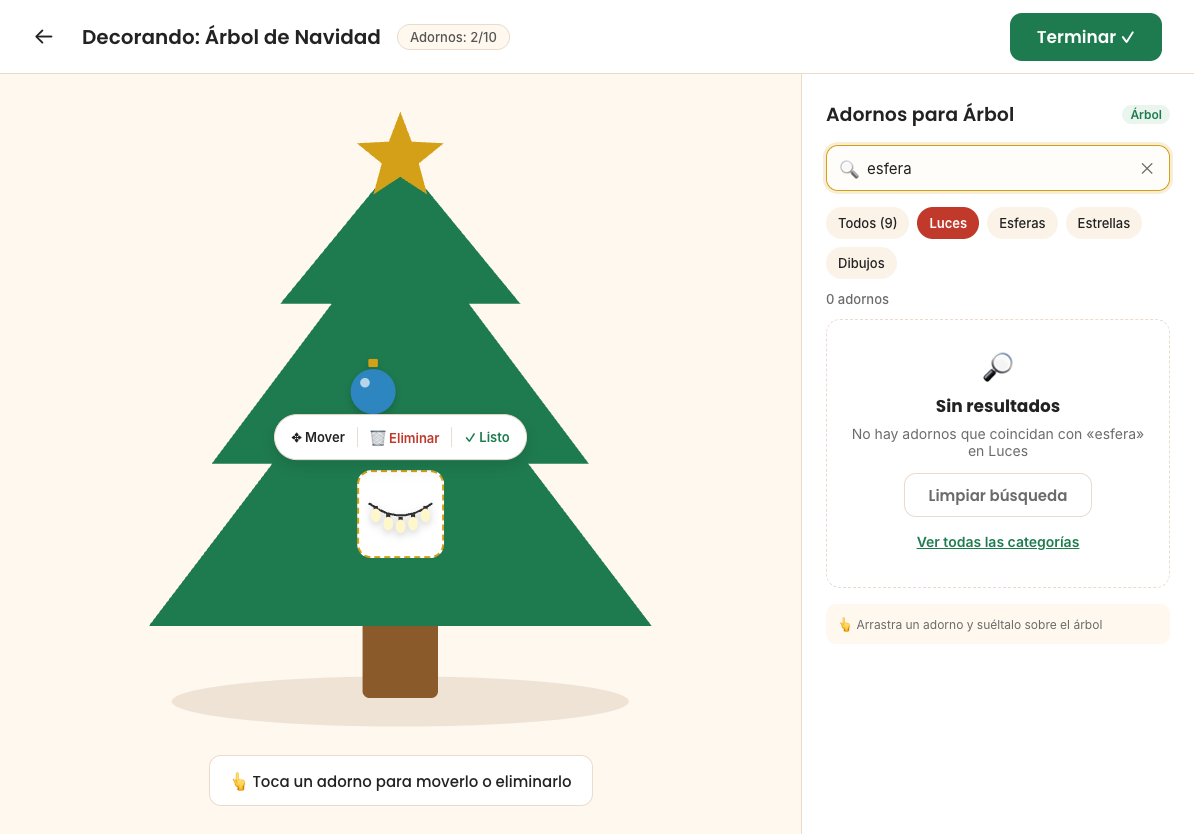 Decorando: Árbol de Navidad
Adornos: 2/10
Terminar ✓
Mover
Eliminar
✓ Listo
Toca un adorno para moverlo o eliminarlo
Adornos para Árbol
Árbol
esfera
Todos (9)
Luces
Esferas
Estrellas
Dibujos
0 adornos
Sin resultados
No hay adornos que coincidan con «esfera»
en Luces
Limpiar búsqueda
Ver todas las categorías
Arrastra un adorno y suéltalo sobre el árbol